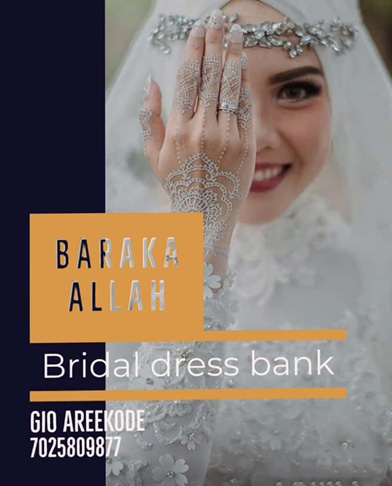 BARAKA
ALLAH
Bridal dress bank
GIO AREEKODE
7025809877